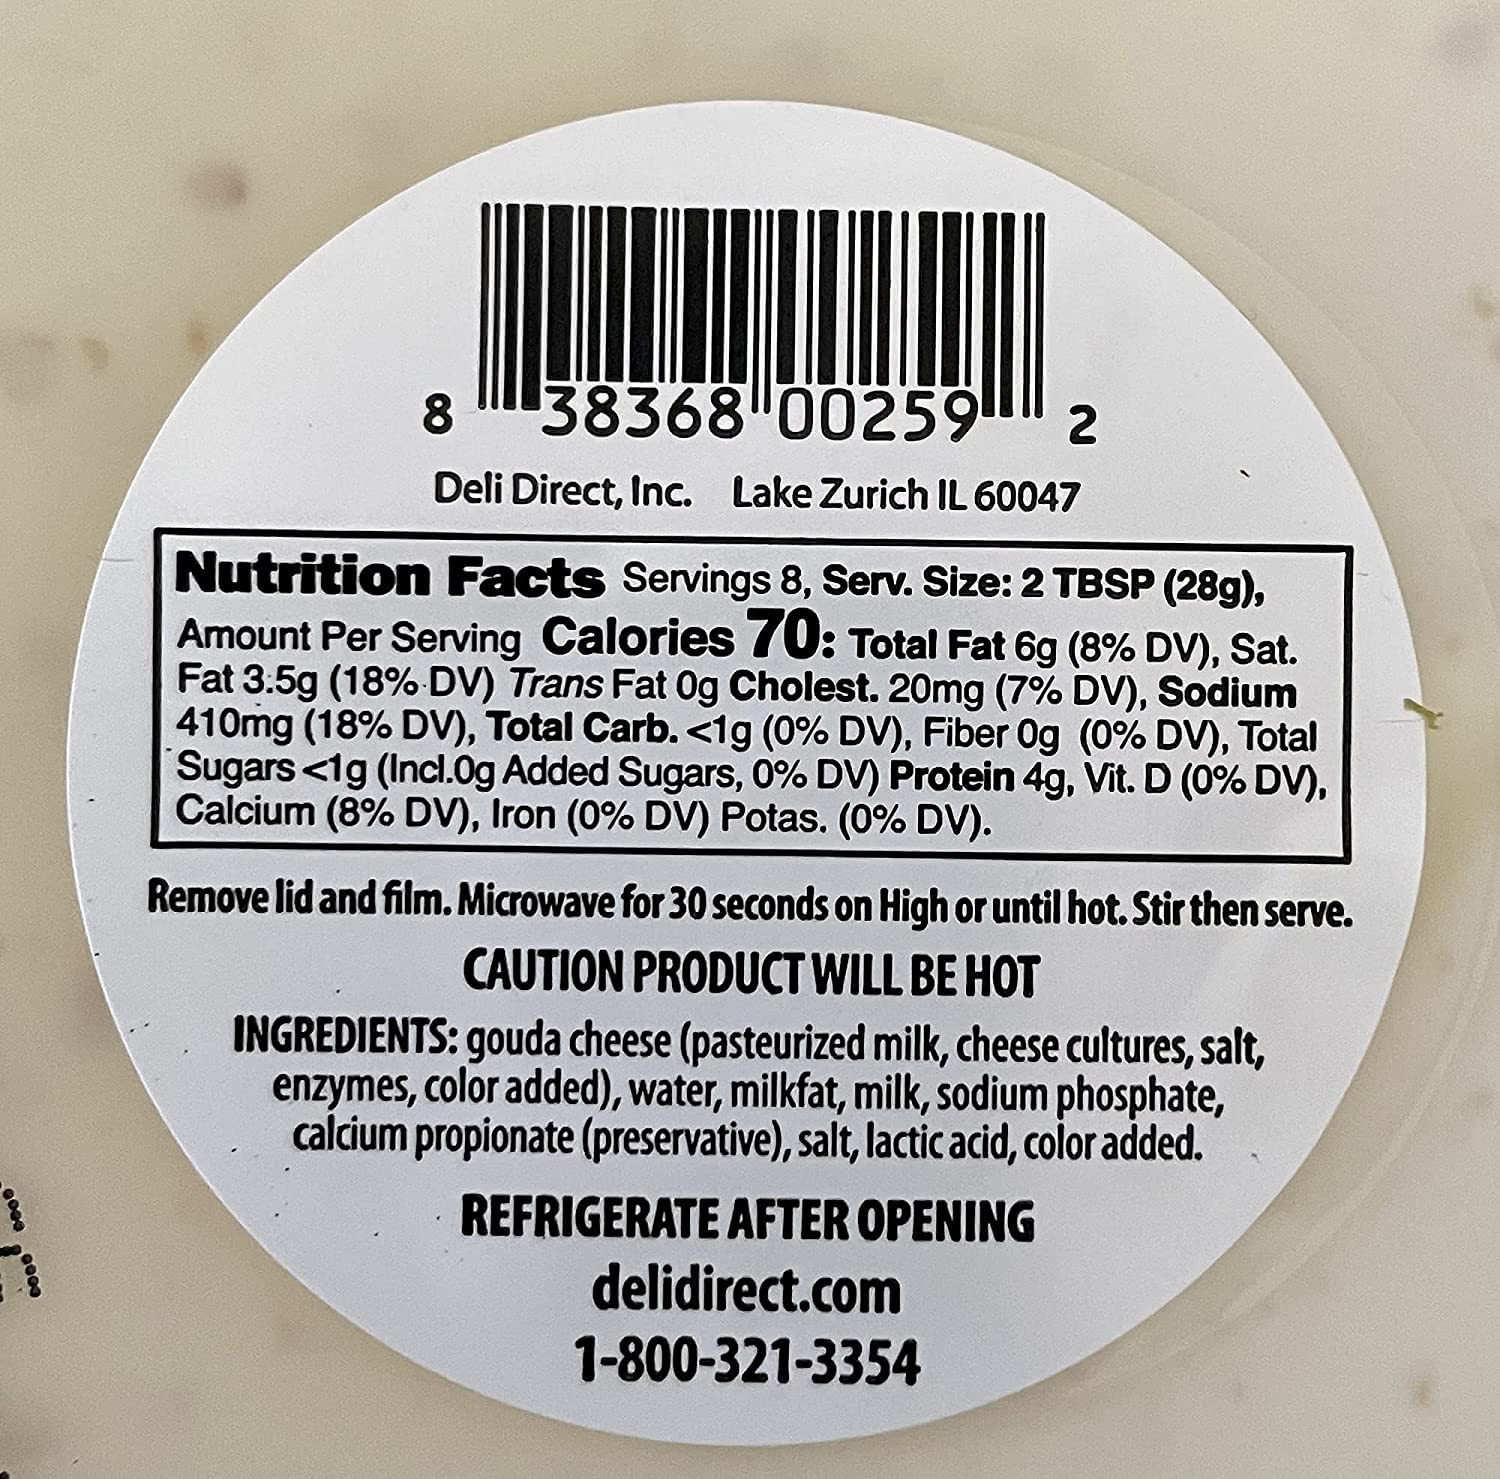 8 38368 00259 2
Deli Direct, Inc. Lake Zurich IL 60047
Nutrition Facts Servings 8, Serv. Size: 2 TBSP (28g),
Amount Per Serving Calories 70: Total Fat 6g (8% DV), Sat.
Fat 3.5g (18% DV) Trans Fat 0g Cholest. 20mg (7% DV), Sodium
410mg (18% DV), Total Carb. <1g (0% DV), Fiber 0g (0% DV), Total
Sugars <1g (Incl.0g Added Sugars, 0% DV) Protein 4g, Vit. D (0% DV),
Calcium (8% DV), Iron (0% DV) Potas. (0% DV).
Remove lid and film. Microwave for 30 seconds on High or until hot. Stir then serve.
CAUTION PRODUCT WILL BE HOT
INGREDIENTS: gouda cheese (pasteurized milk, cheese cultures, salt,
enzymes, color added), water, milkfat, milk, sodium phosphate,
calcium propionate (preservative), salt, lactic acid, color added.
REFRIGERATE AFTER OPENING
delidirect.com
1-800-321-3354